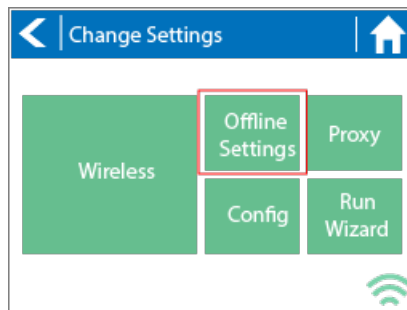 Change Settings
Wireless
Offline
Settings
Proxy
Config
Run
Wizard